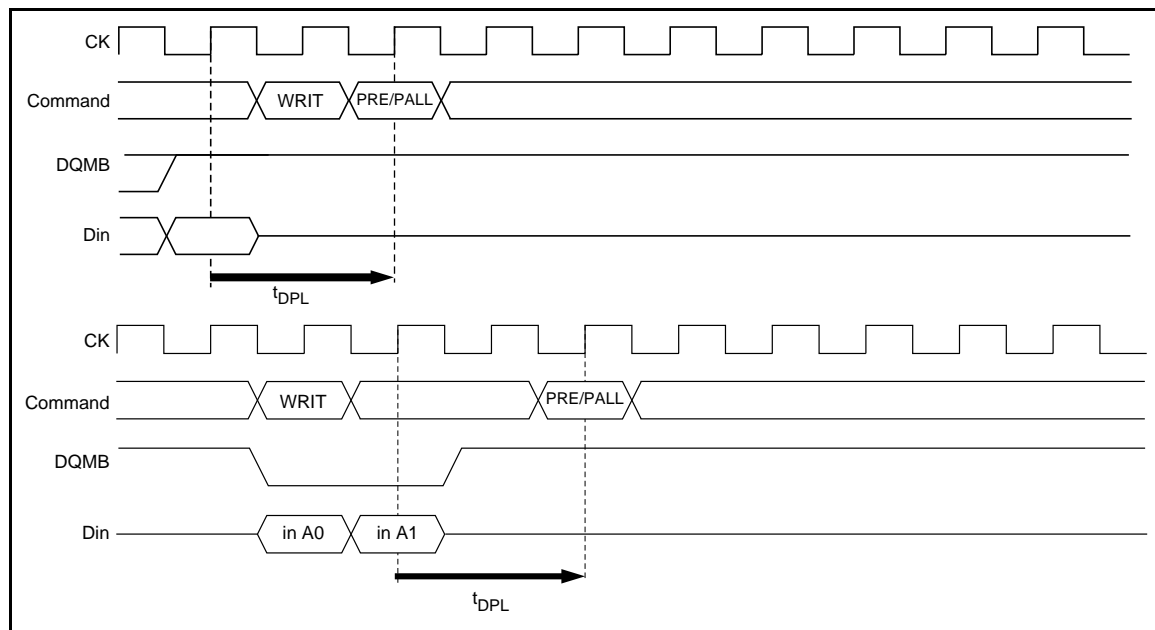 CK
Command WRIT PRE/PALL
DQMB
Din
tDPL
CK
Command WRIT PRE/PALL
DQMB
Din in A0 in A1
tDPL